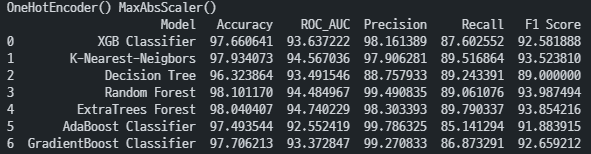 OneHotEncoder() MaxAbsScaler()
Model Accuracy ROC_AUC Precision Recall F1 Score
0 XGB Classifier 97.660641 93.637222 98.161389 87.602552 92.581888
1 K-Nearest-Neigbors 97.934073 94.567036 97.906281 89.516864 93.523810
2 Decision Tree 96.323864 93.491546 88.757933 89.243391 89.000000
3 Random Forest 98.101170 94.484967 99.490835 89.061076 93.987494
4 ExtraTrees Forest 98.040407 94.740229 98.303393 89.790337 93.854216
5 AdaBoost Classifier 97.493544 92.552419 99.786325 85.141294 91.883915
6 GradientBoost Classifier 97.706213 93.372847 99.270833 86.873291 92.659212